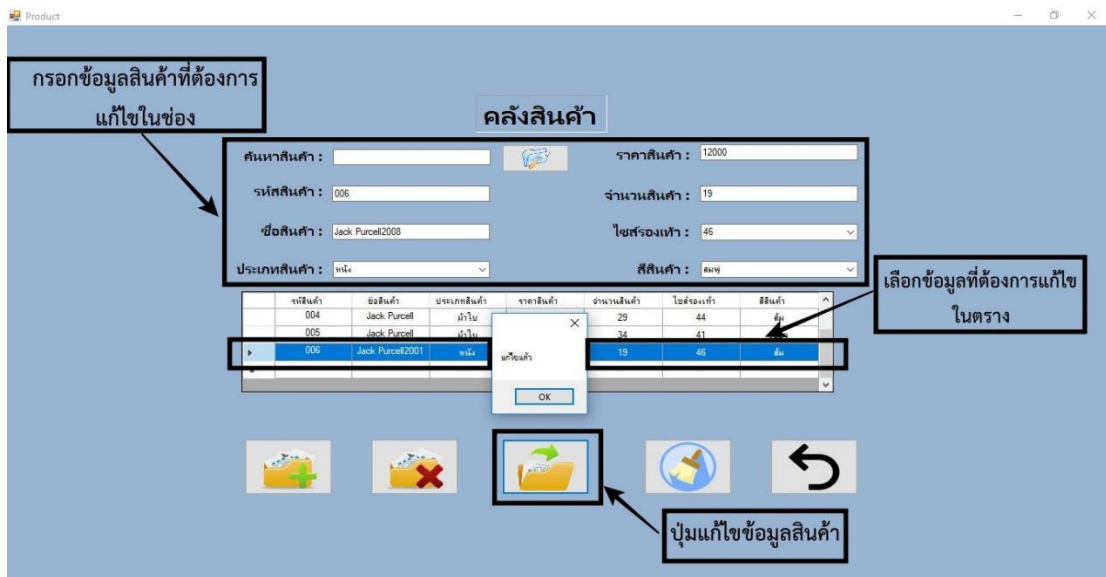 Product
กรอกข้อมูลสินค้าที่ต้องการ
แก้ไขในช่อง
คลังสินค้า
ค้นหาสินค้า :
ราคาสินค้า : 12000
รหัสสินค้า : 006
จำนวนสินค้า : 19
ชื่อสินค้า : Jack Purcell2008
ไซส์รองเท้า : 46
ประเภทสินค้า : หนัง
สีสินค้า : ชมพู่
เลือกข้อมูลที่ต้องการแก้ไข
ในตราง
รหัสินค้า ชื่อสินค้า ประเภทสินค้า ราคาสินค้า จำนวนสินค้า ไซส์รองเท้า สีสินค้า
004 Jack Purcell ผ้าใบ 29 44 ส้ม
005 Jack Purcell ผ้าใบ 34 41
006 Jack Purcell2001 หนัง 19 46 ส้ม
แก้ไขแล้ว
OK
ปุ่มแก้ไขข้อมูลสินค้า